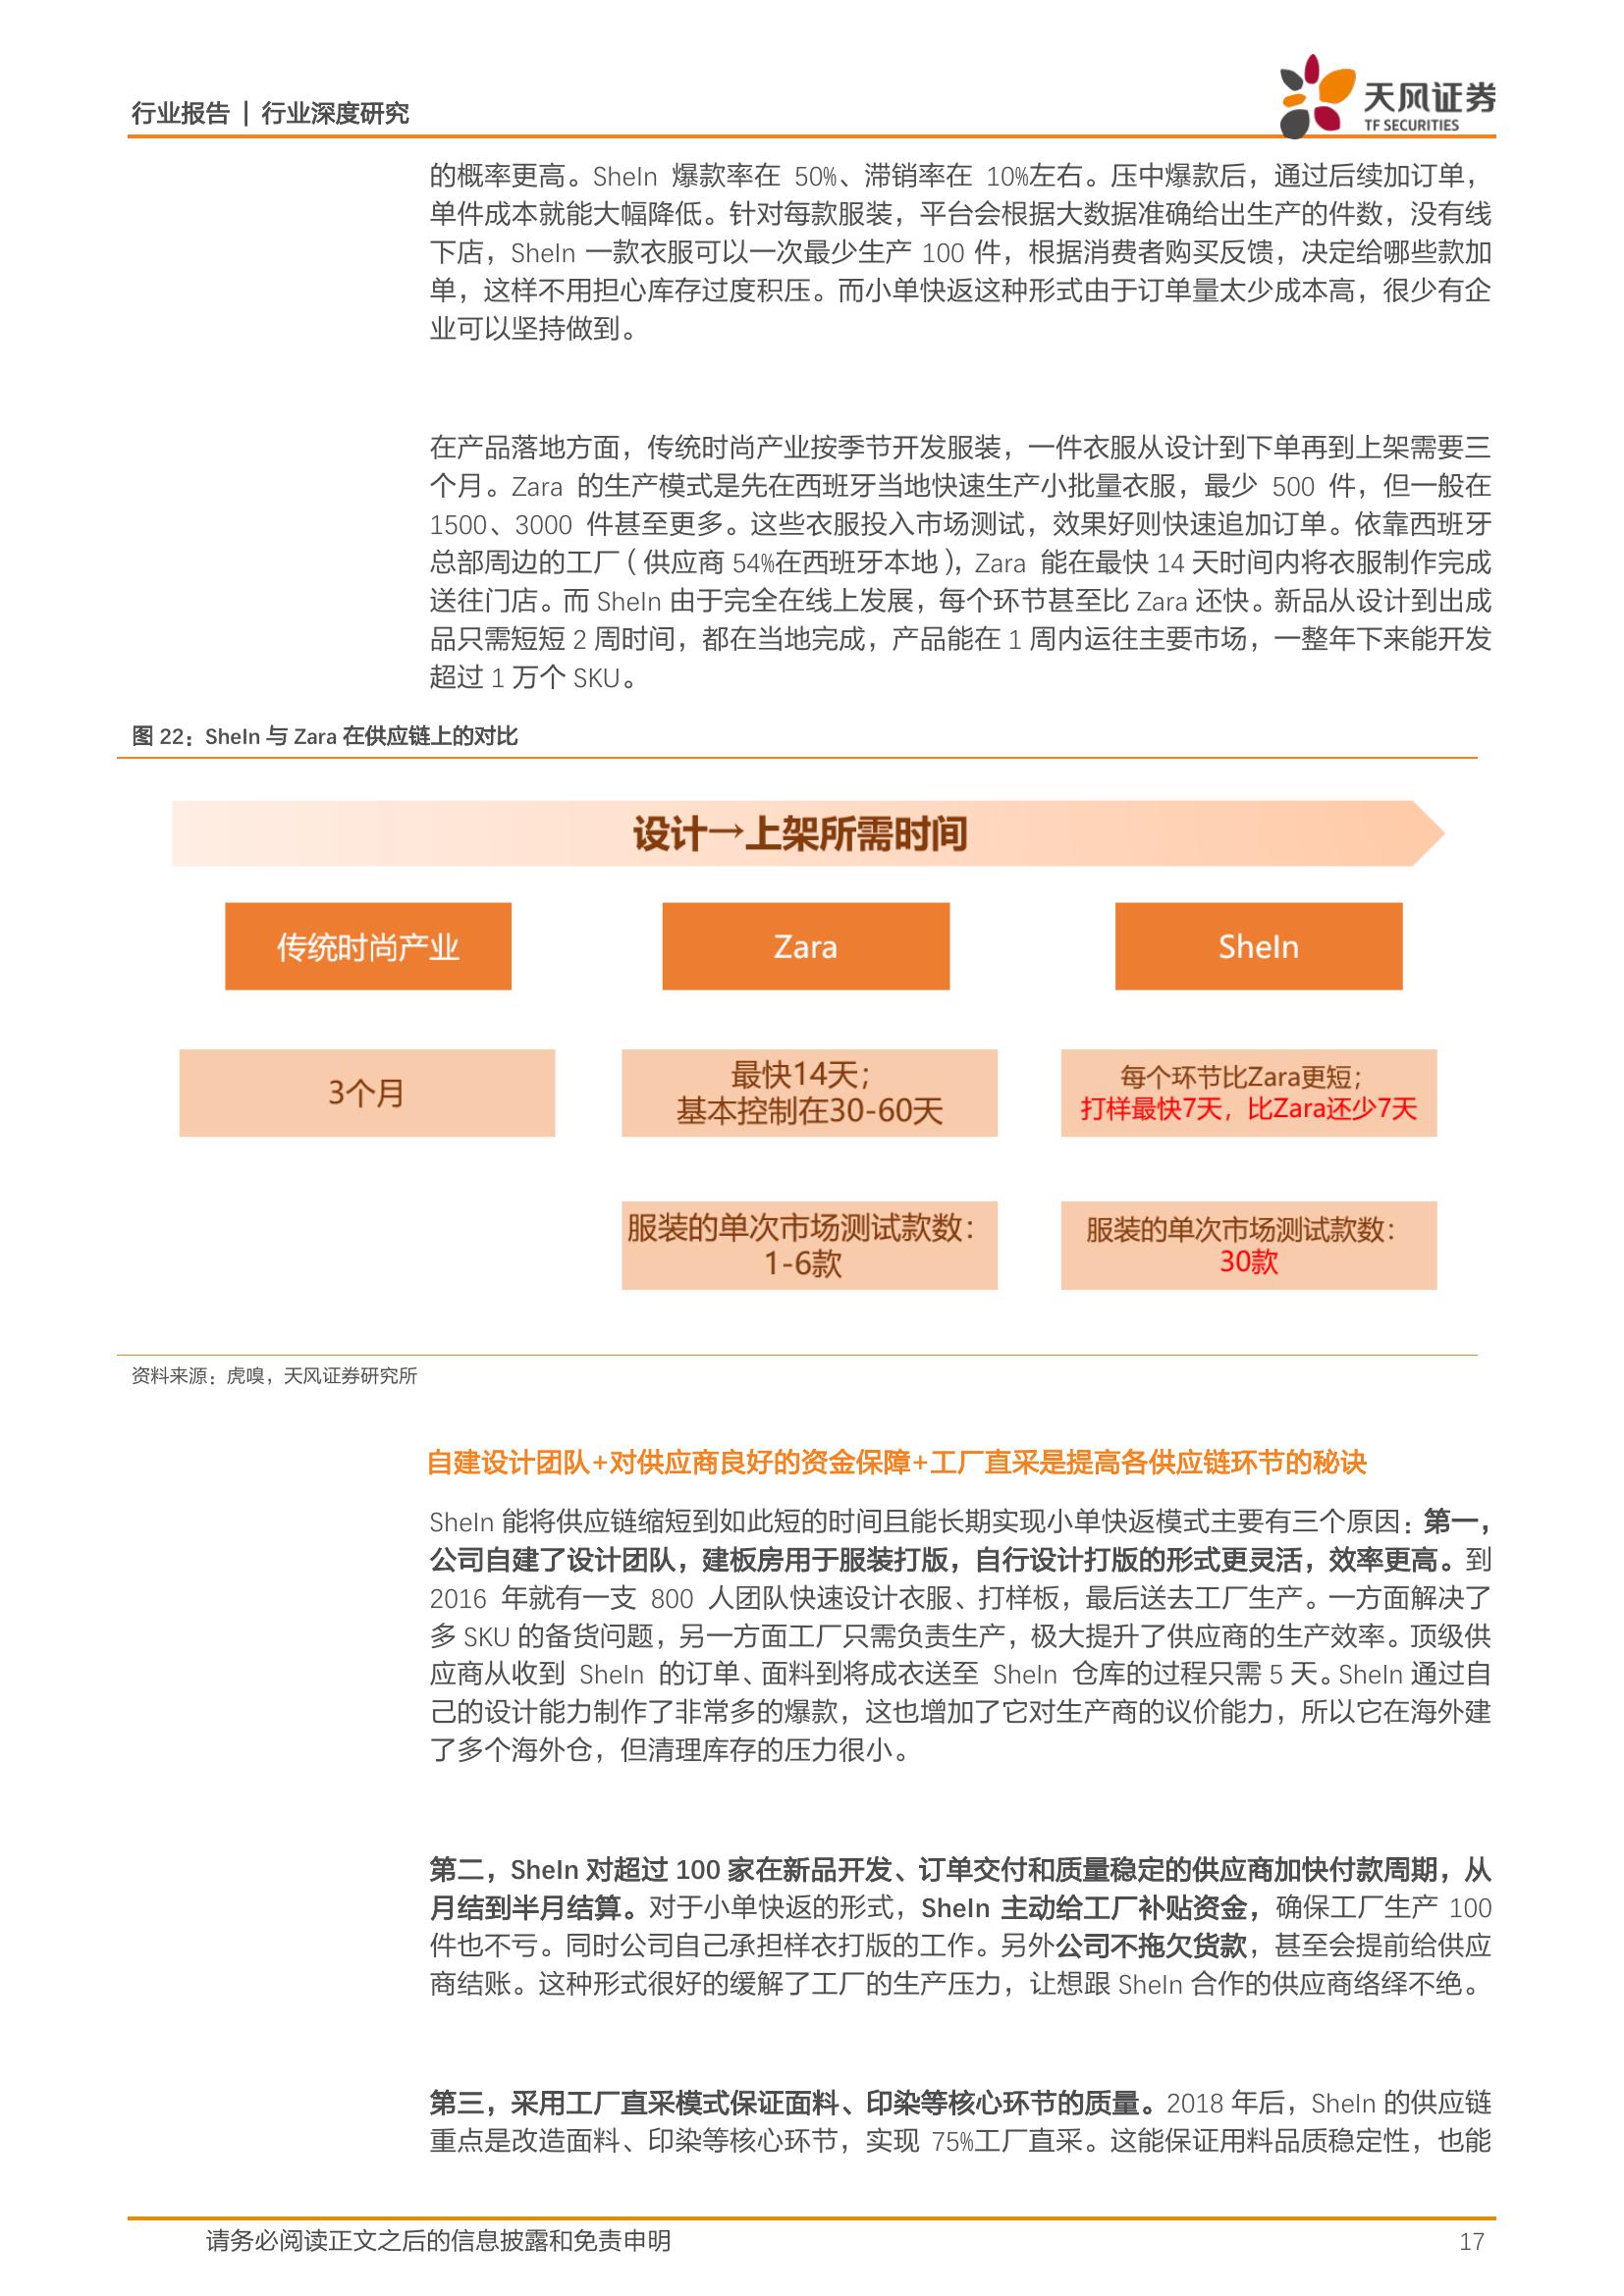 行业报告 | 行业深度研究
天风证券
TF SECURITIES
的概率更高。SheIn 爆款率在 50%、滞销率在 10%左右。压中爆款后，通过后续加订单，
单件成本就能大幅降低。针对每款服装，平台会根据大数据准确给出生产的件数，没有线
下店，SheIn 一款衣服可以一次最少生产 100 件，根据消费者购买反馈，决定给哪些款加
单，这样不用担心库存过度积压。而小单快返这种形式由于订单量太少成本高，很少有企
业可以坚持做到。
在产品落地方面，传统时尚产业按季节开发服装，一件衣服从设计到下单再到上架需要三
个月。Zara 的生产模式是先在西班牙当地快速生产小批量衣服，最少 500 件，但一般在
1500、3000 件甚至更多。这些衣服投入市场测试，效果好则快速追加订单。依靠西班牙
总部周边的工厂（供应商 54%在西班牙本地），Zara 能在最快 14 天时间内将衣服制作完成
送往门店。而 SheIn 由于完全在线上发展，每个环节甚至比 Zara 还快。新品从设计到出成
品只需短短 2 周时间，都在当地完成，产品能在 1 周内运往主要市场，一整年下来能开发
超过 1 万个 SKU。
图 22：SheIn 与 Zara 在供应链上的对比
设计→上架所需时间
传统时尚产业
Zara
SheIn
3个月
最快14天；
基本控制在30-60天
每个环节比Zara更短；
打样最快7天，比Zara还少7天
服装的单次市场测试款数：
1-6款
服装的单次市场测试款数：
30款
资料来源：虎嗅，天风证券研究所
自建设计团队+对供应商良好的资金保障+工厂直采是提高各供应链环节的秘诀
SheIn 能将供应链缩短到如此短的时间且能长期实现小单快返模式主要有三个原因：第一，
公司自建了设计团队，建板房用于服装打版，自行设计打版的形式更灵活，效率更高。到
2016 年就有一支 800 人团队快速设计衣服、打样板，最后送去工厂生产。一方面解决了
多 SKU 的备货问题，另一方面工厂只需负责生产，极大提升了供应商的生产效率。顶级供
应商从收到 SheIn 的订单、面料到将成衣送至 SheIn 仓库的过程只需 5 天。SheIn 通过自
己的设计能力制作了非常多的爆款，这也增加了它对生产商的议价能力，所以它在海外建
了多个海外仓，但清理库存的压力很小。
第二，SheIn 对超过 100 家在新品开发、订单交付和质量稳定的供应商加快付款周期，从
月结到半月结算。对于小单快返的形式，SheIn 主动给工厂补贴资金，确保工厂生产 100
件也不亏。同时公司自己承担样衣打版的工作。另外公司不拖欠货款，甚至会提前给供应
商结账。这种形式很好的缓解了工厂的生产压力，让想跟 SheIn 合作的供应商络绎不绝。
第三，采用工厂直采模式保证面料、印染等核心环节的质量。2018 年后，SheIn 的供应链
重点是改造面料、印染等核心环节，实现 75%工厂直采。这能保证用料品质稳定性，也能
请务必阅读正文之后的信息披露和免责申明
17